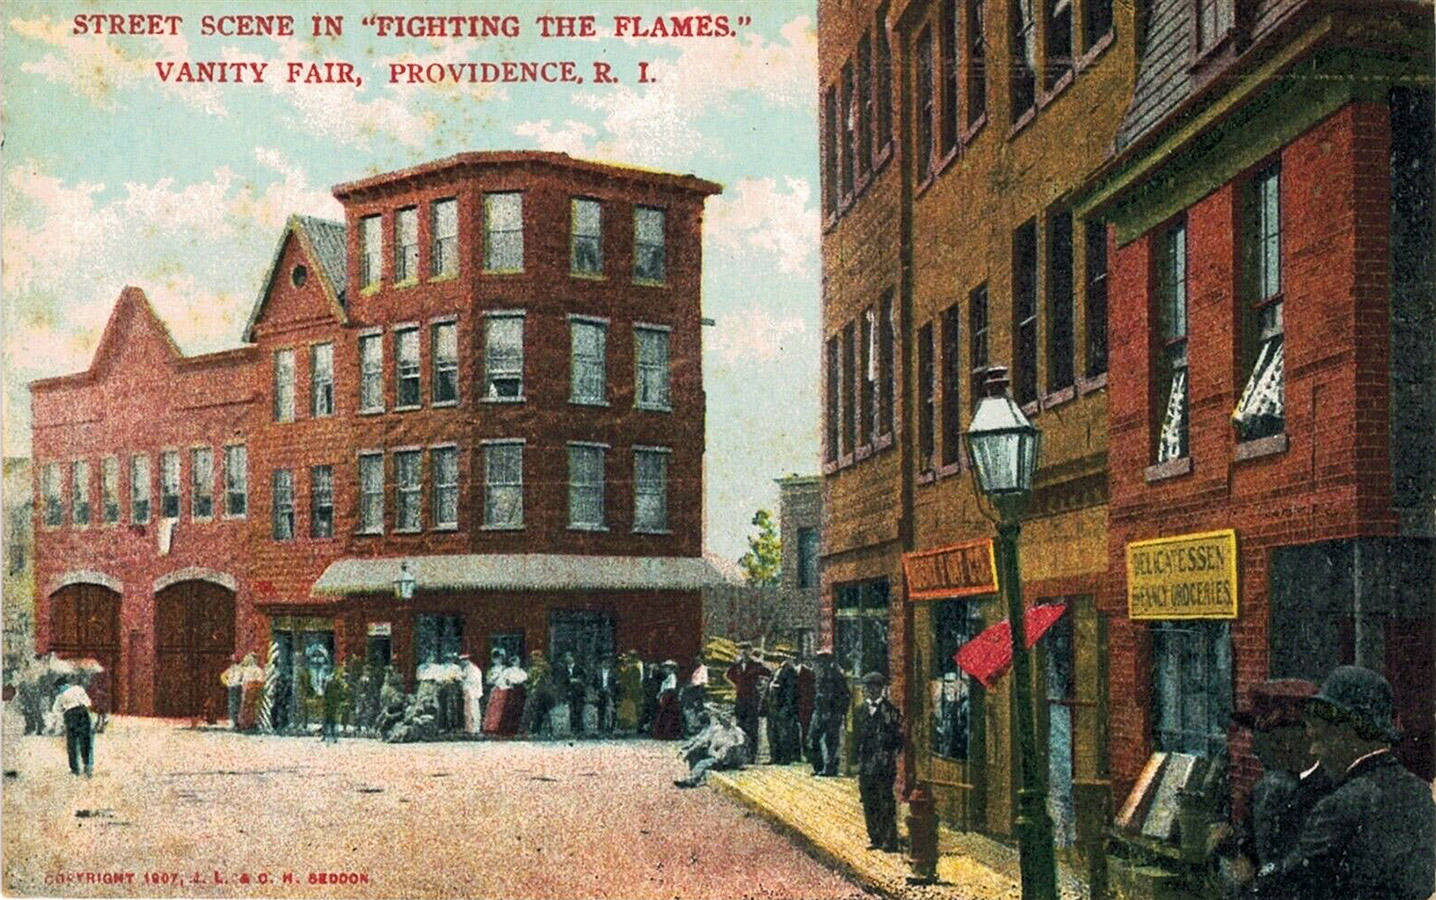 STREET SCENE IN “FIGHTING THE FLAMES.”
VANITY FAIR, PROVIDENCE, R. I.
DELICATESSEN
FANCY GROCERIES.
COPYRIGHT 1907, J. L. & C. H. SEDDON